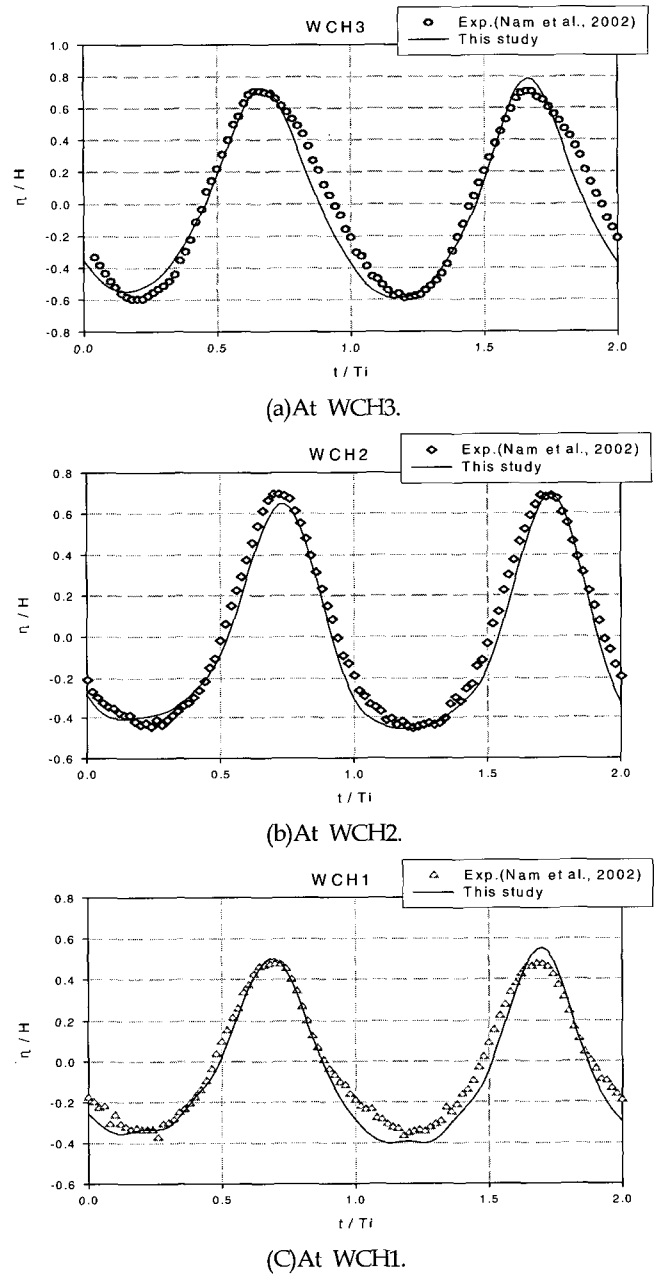 WCH3
Exp.(Nam et al., 2002)
This study
1.0
0.8
0.6
0.4
0.2
0.0
-0.2
-0.4
-0.6
-0.8
η / H
0.0 0.5 1.0 1.5 2.0
t / Ti
(a)At WCH3.
WCH2
Exp.(Nam et al., 2002)
This study
0.8
0.6
0.4
0.2
0.0
-0.2
-0.4
-0.6
η / H
0.0 0.5 1.0 1.5 2.0
t / Ti
(b)At WCH2.
WCH1
Exp.(Nam et al., 2002)
This study
0.8
0.6
0.4
0.2
0.0
-0.2
-0.4
-0.6
η / H
0.0 0.5 1.0 1.5 2.0
t / Ti
(C)At WCH1.